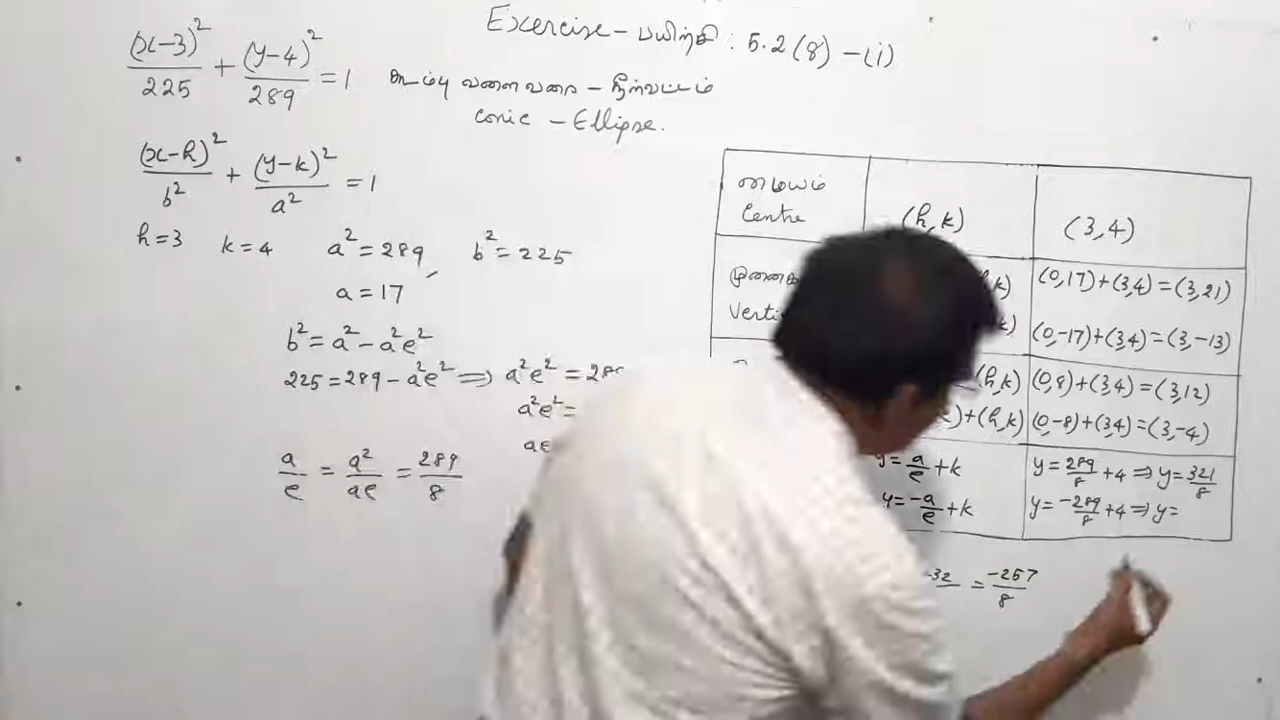 Exercise – பயிற்சி : 5.2(8) – (i)
(x-3)²/225 + (y-4)²/289 = 1
கூம்பு வளைவரை – நீள்வட்டம்
Conic – Ellipse.
(x-h)²/b² + (y-k)²/a² = 1
h = 3 k = 4 a² = 289, b² = 225
a = 17
b² = a² – a²e²
225 = 289 – a²e² ⟹ a²e² = 28
a²e² =
ae
a/e = a²/ae = 289/8
மையம்
Centre (h,k) (3,4)
k) (0,17)+(3,4) = (3,21)
Verti k) (0,-17)+(3,4) = (3,-13)
(h,k) (0,8)+(3,4) = (3,12)
)+(h,k) (0,-8)+(3,4) = (3,-4)
y = a/e + k y = 289/8 + 4 ⟹ y = 321/8
y = -a/e + k y = -289/8 + 4 ⟹ y =
-32 = -257/8